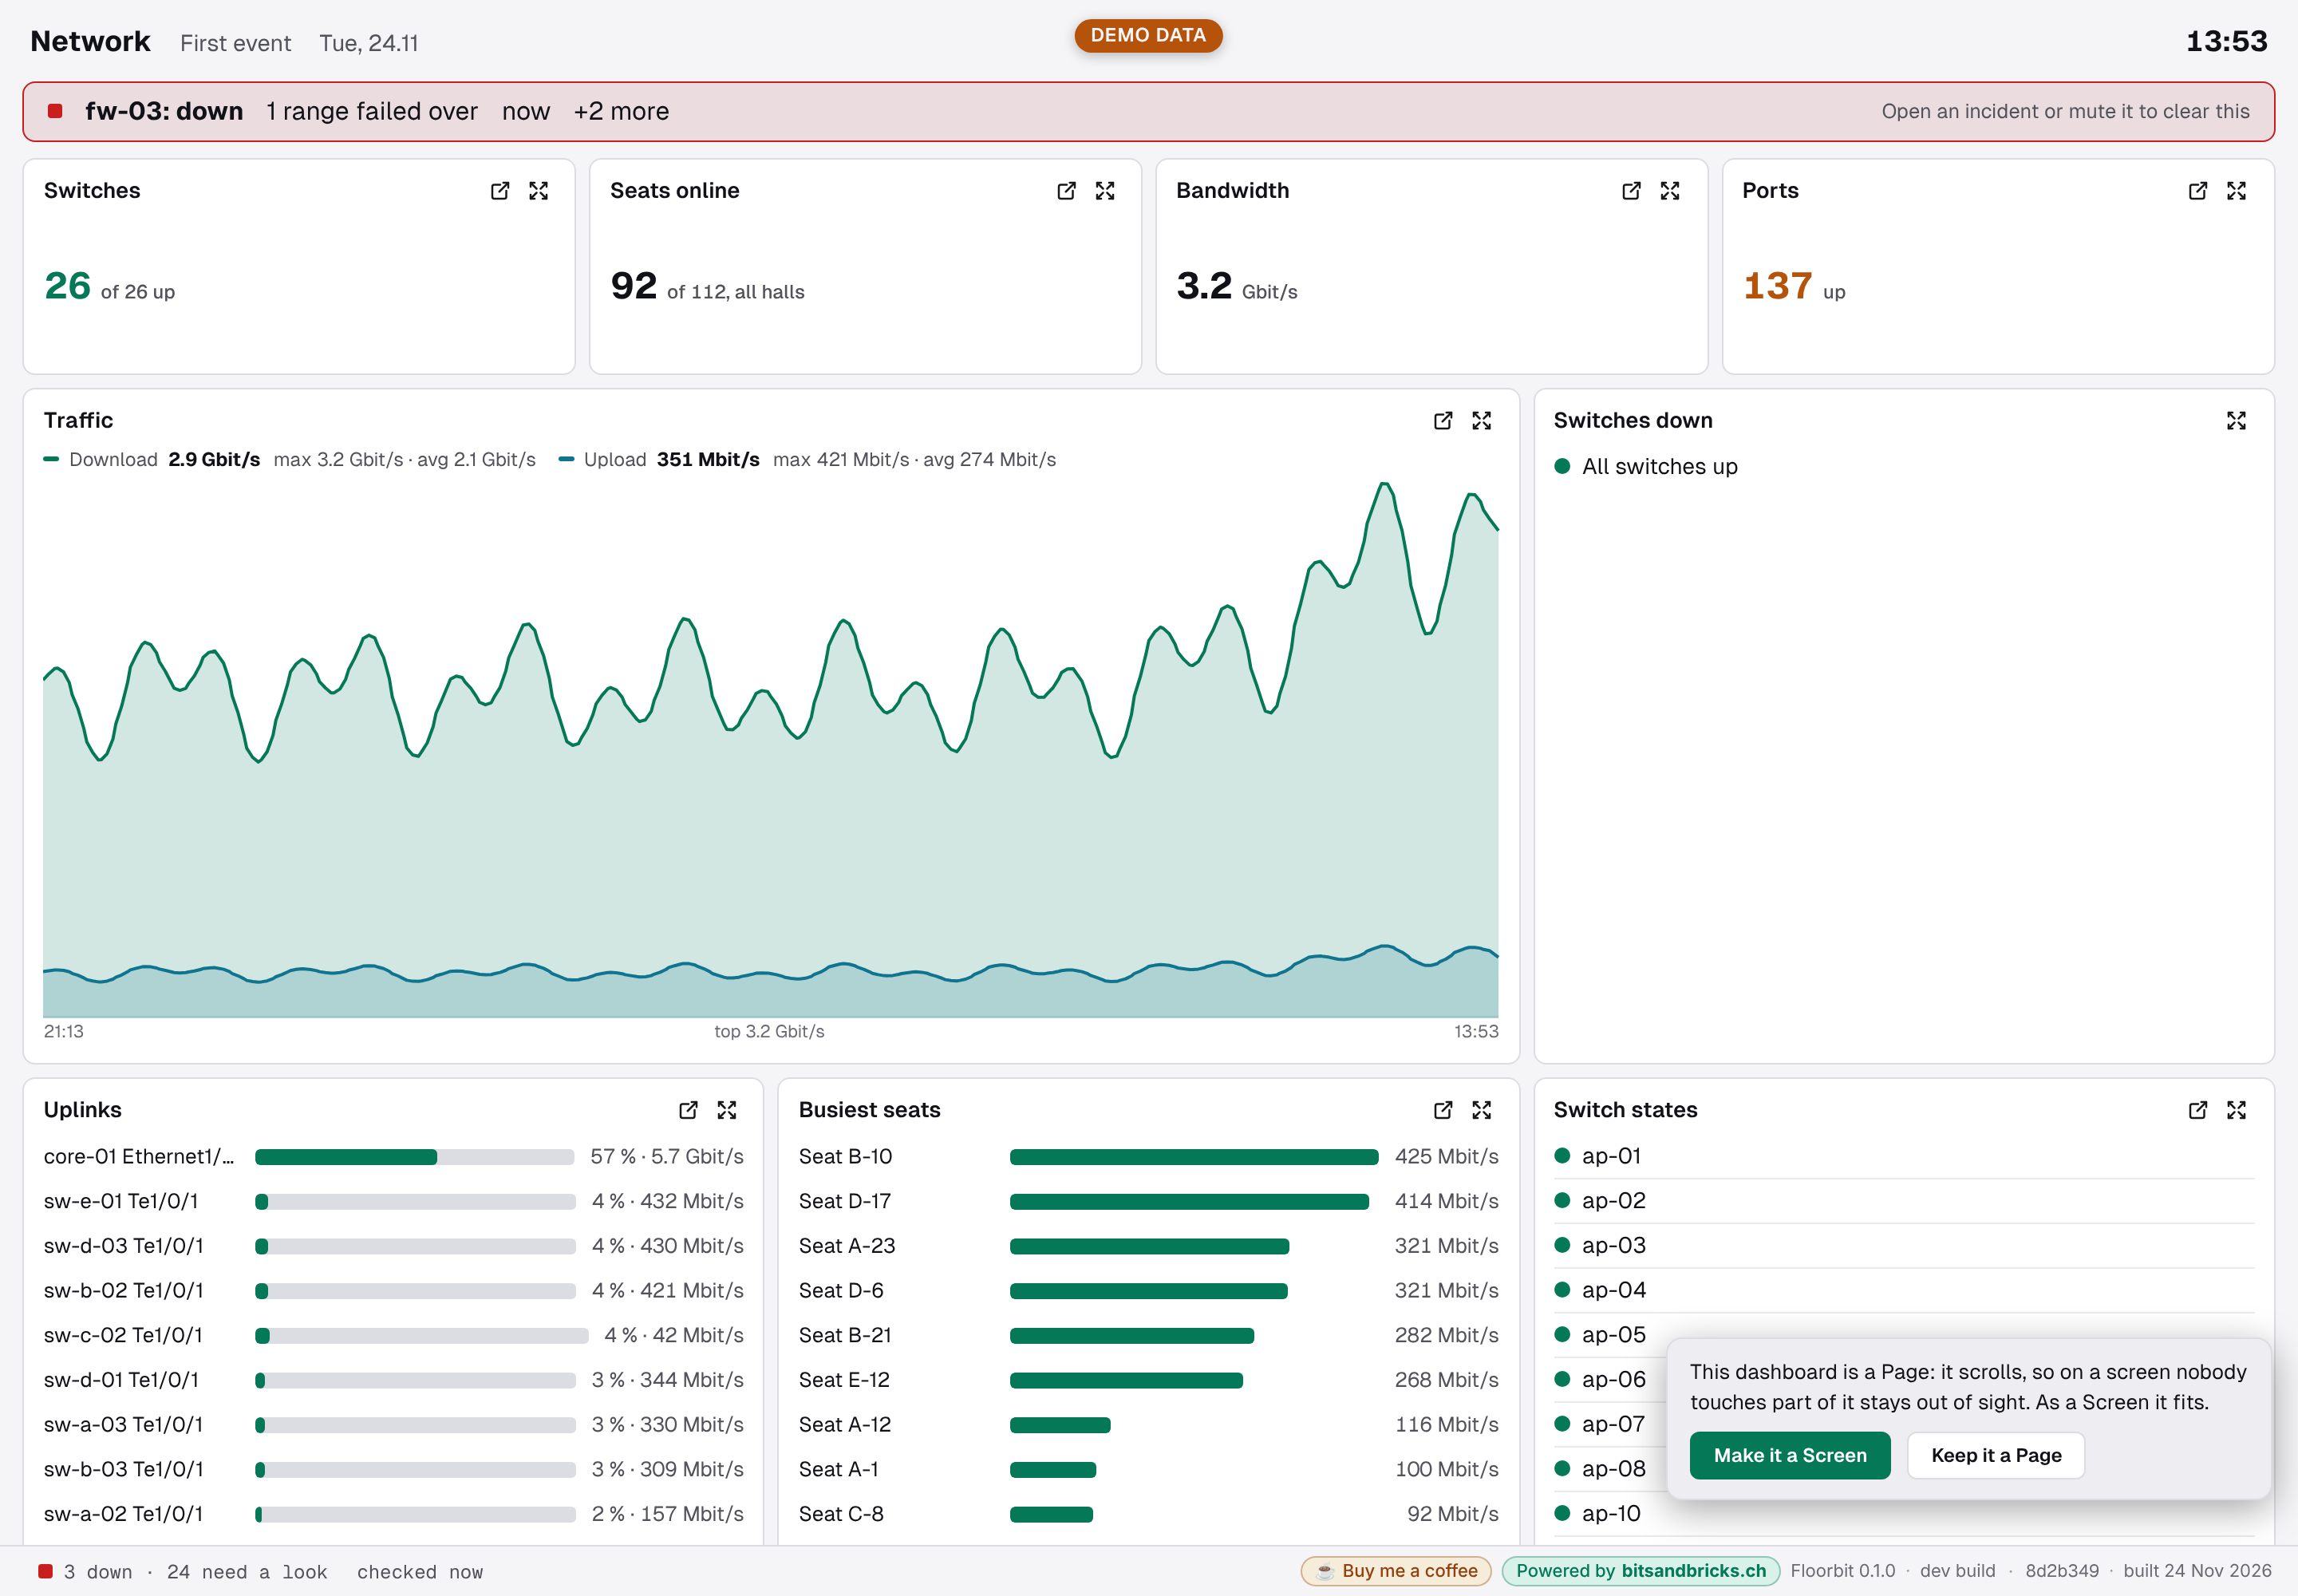 Network First event Tue, 24.11 DEMO DATA 13:53
fw-03: down 1 range failed over now +2 more Open an incident or mute it to clear this
Switches
26 of 26 up
Seats online
92 of 112, all halls
Bandwidth
3.2 Gbit/s
Ports
137 up
Traffic
Download 2.9 Gbit/s max 3.2 Gbit/s · avg 2.1 Gbit/s Upload 351 Mbit/s max 421 Mbit/s · avg 274 Mbit/s
21:13 top 3.2 Gbit/s 13:53
Switches down
All switches up
Uplinks
core-01 Ethernet1/… 57 % · 5.7 Gbit/s
sw-e-01 Te1/0/1 4 % · 432 Mbit/s
sw-d-03 Te1/0/1 4 % · 430 Mbit/s
sw-b-02 Te1/0/1 4 % · 421 Mbit/s
sw-c-02 Te1/0/1 4 % · 42 Mbit/s
sw-d-01 Te1/0/1 3 % · 344 Mbit/s
sw-a-03 Te1/0/1 3 % · 330 Mbit/s
sw-b-03 Te1/0/1 3 % · 309 Mbit/s
sw-a-02 Te1/0/1 2 % · 157 Mbit/s
Busiest seats
Seat B-10 425 Mbit/s
Seat D-17 414 Mbit/s
Seat A-23 321 Mbit/s
Seat D-6 321 Mbit/s
Seat B-21 282 Mbit/s
Seat E-12 268 Mbit/s
Seat A-12 116 Mbit/s
Seat A-1 100 Mbit/s
Seat C-8 92 Mbit/s
Switch states
ap-01
ap-02
ap-03
ap-04
ap-05
ap-06
ap-07
ap-08
ap-10
This dashboard is a Page: it scrolls, so on a screen nobody
touches part of it stays out of sight. As a Screen it fits.
Make it a Screen Keep it a Page
3 down · 24 need a look checked now
☕ Buy me a coffee Powered by bitsandbricks.ch Floorbit 0.1.0 · dev build · 8d2b349 · built 24 Nov 2026